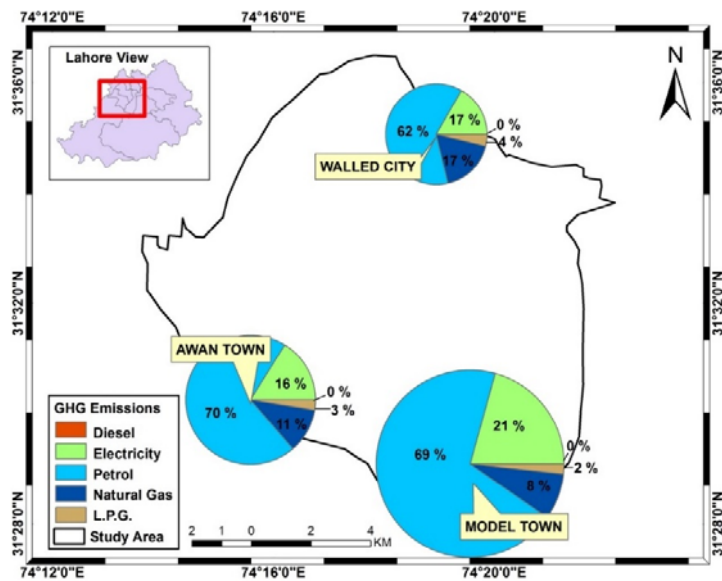 74°12'0"E
74°16'0"E
74°20'0"E
Lahore View
N
31°36'0"N
31°36'0"N
62 %
17 %
0 %
4 %
17 %
WALLED CITY
31°32'0"N
31°32'0"N
AWAN TOWN
16 %
0 %
3 %
70 %
11 %
21 %
69 %
0 %
2 %
8 %
MODEL TOWN
GHG Emissions
Diesel
Electricity
Petrol
Natural Gas
L.P.G.
Study Area
2 1 0 2 4
KM
31°28'0"N
31°28'0"N
74°12'0"E
74°16'0"E
74°20'0"E